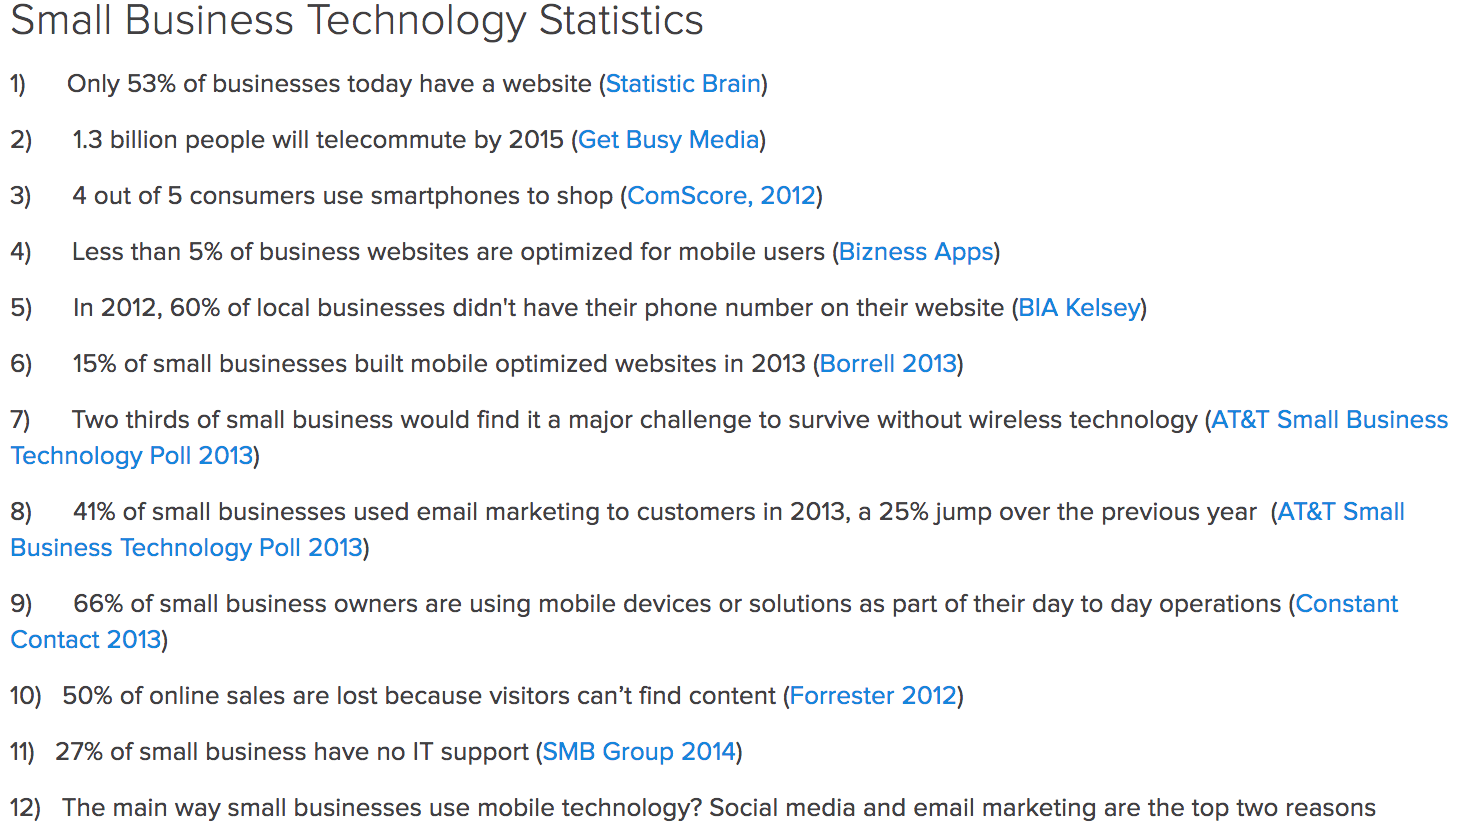 Small Business Technology Statistics
1) Only 53% of businesses today have a website (Statistic Brain)
2) 1.3 billion people will telecommute by 2015 (Get Busy Media)
3) 4 out of 5 consumers use smartphones to shop (ComScore, 2012)
4) Less than 5% of business websites are optimized for mobile users (Bizness Apps)
5) In 2012, 60% of local businesses didn't have their phone number on their website (BIA Kelsey)
6) 15% of small businesses built mobile optimized websites in 2013 (Borrell 2013)
7) Two thirds of small business would find it a major challenge to survive without wireless technology (AT&T Small Business
Technology Poll 2013)
8) 41% of small businesses used email marketing to customers in 2013, a 25% jump over the previous year (AT&T Small
Business Technology Poll 2013)
9) 66% of small business owners are using mobile devices or solutions as part of their day to day operations (Constant
Contact 2013)
10) 50% of online sales are lost because visitors can’t find content (Forrester 2012)
11) 27% of small business have no IT support (SMB Group 2014)
12) The main way small businesses use mobile technology? Social media and email marketing are the top two reasons